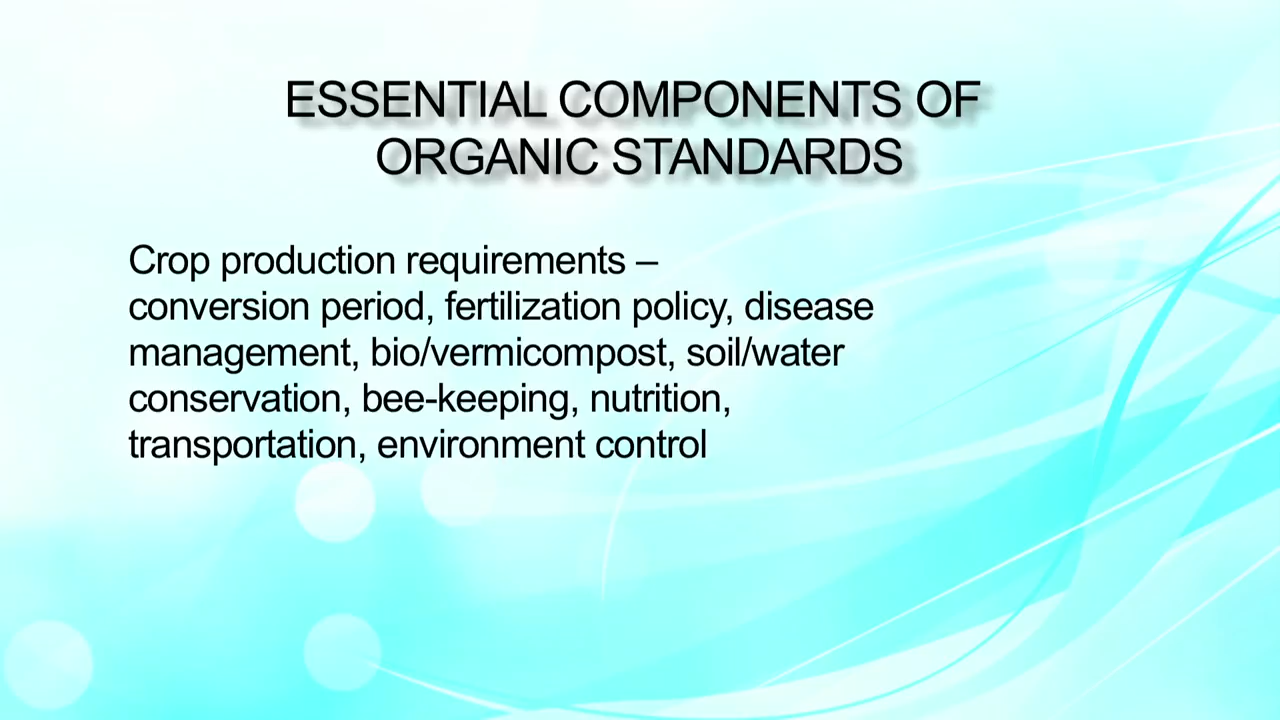 ESSENTIAL COMPONENTS OF
ORGANIC STANDARDS
Crop production requirements –
conversion period, fertilization policy, disease
management, bio/vermicompost, soil/water
conservation, bee-keeping, nutrition,
transportation, environment control